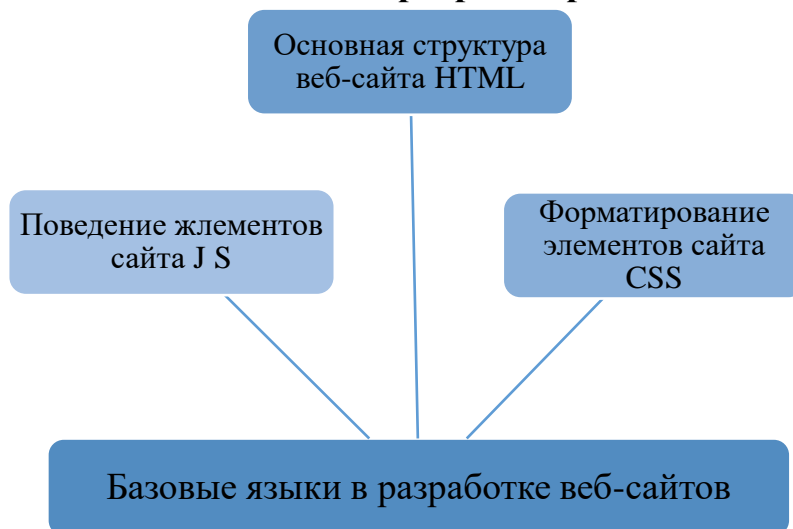 Основная структура
веб-сайта HTML
Поведение жлементов
сайта J S
Форматирование
элементов сайта
CSS
Базовые языки в разработке веб-сайтов